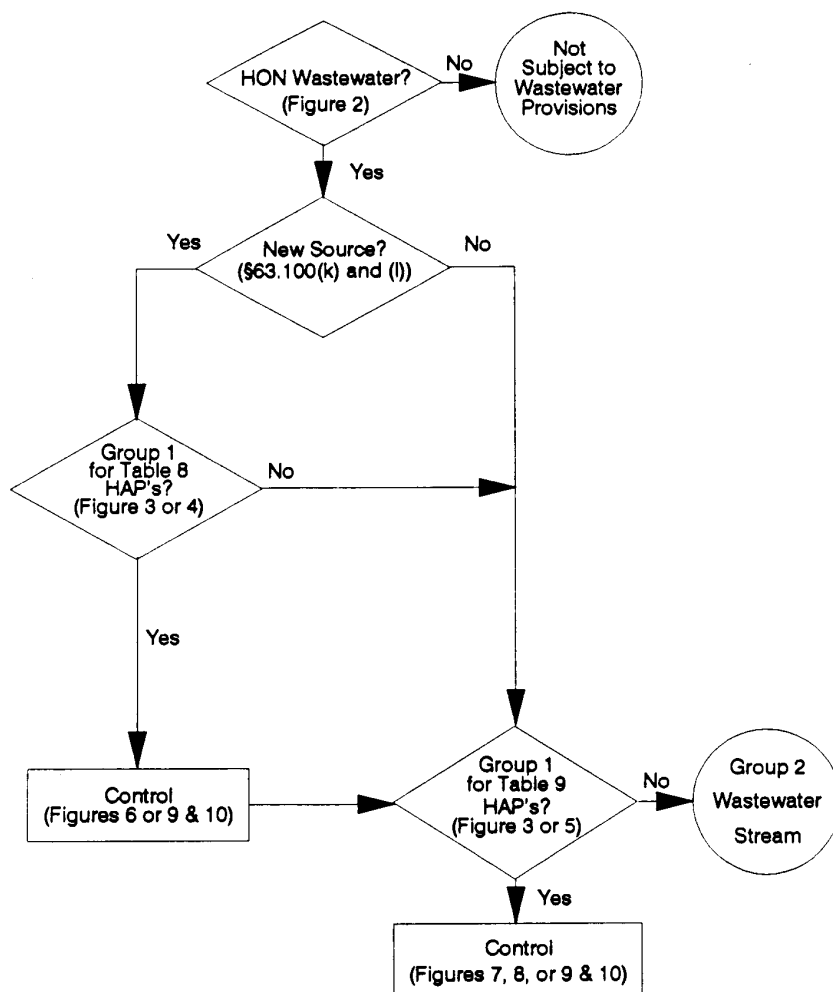 HON Wastewater?
(Figure 2)
No
Not
Subject to
Wastewater
Provisions
Yes
Yes
New Source?
(§63.100(k) and (l))
No
Group 1
for Table 8
HAP's?
(Figure 3 or 4)
No
Yes
Control
(Figures 6 or 9 & 10)
Group 1
for Table 9
HAP's?
(Figure 3 or 5)
No
Group 2
Wastewater
Stream
Yes
Control
(Figures 7, 8, or 9 & 10)